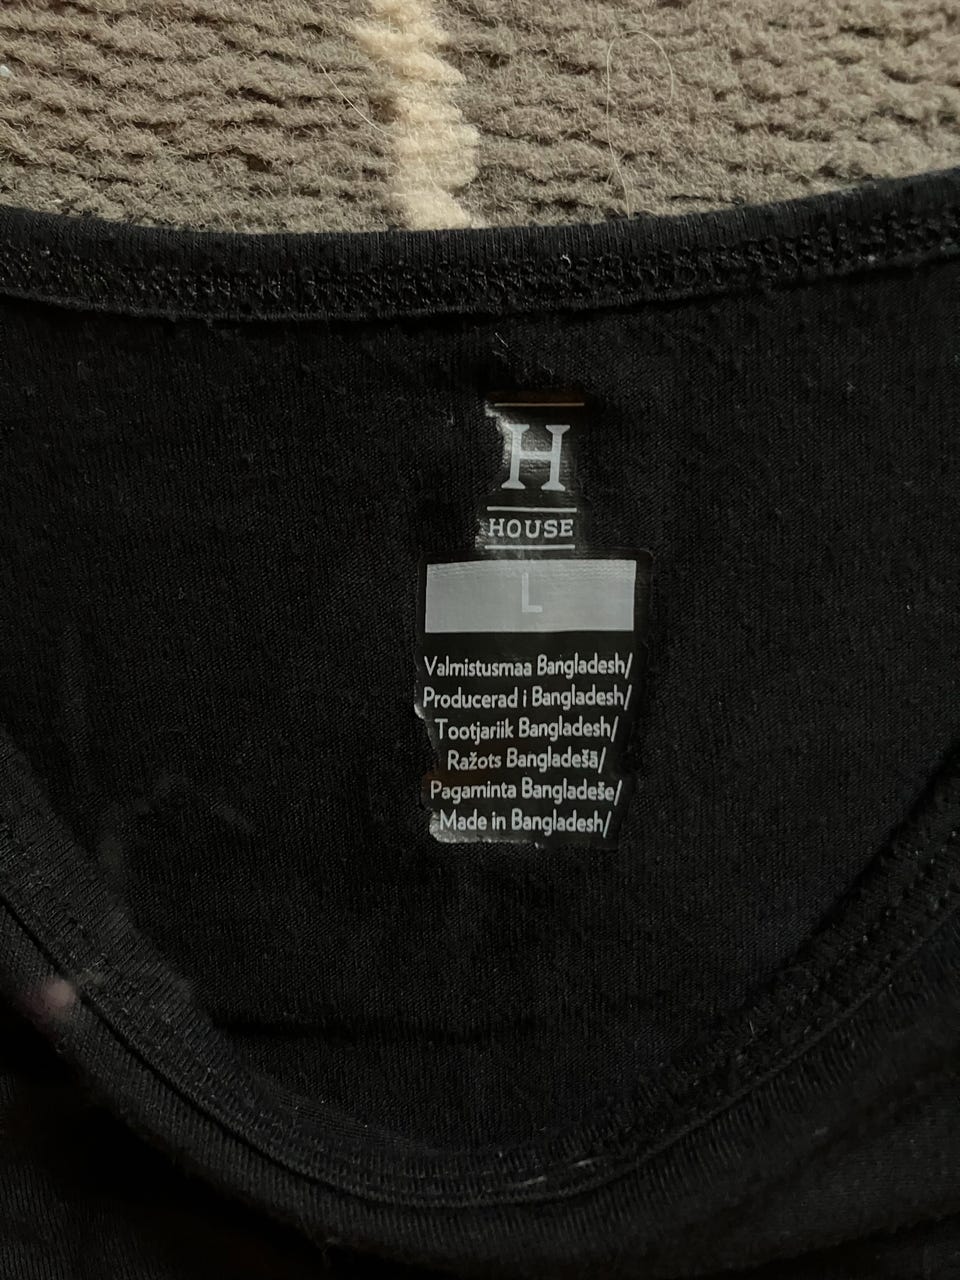 H
HOUSE
L
Valmistusmaa Bangladesh/
Producerad i Bangladesh/
Tootjariik Bangladesh/
Ražots Bangladešā/
Pagaminta Bangladeše/
Made in Bangladesh/